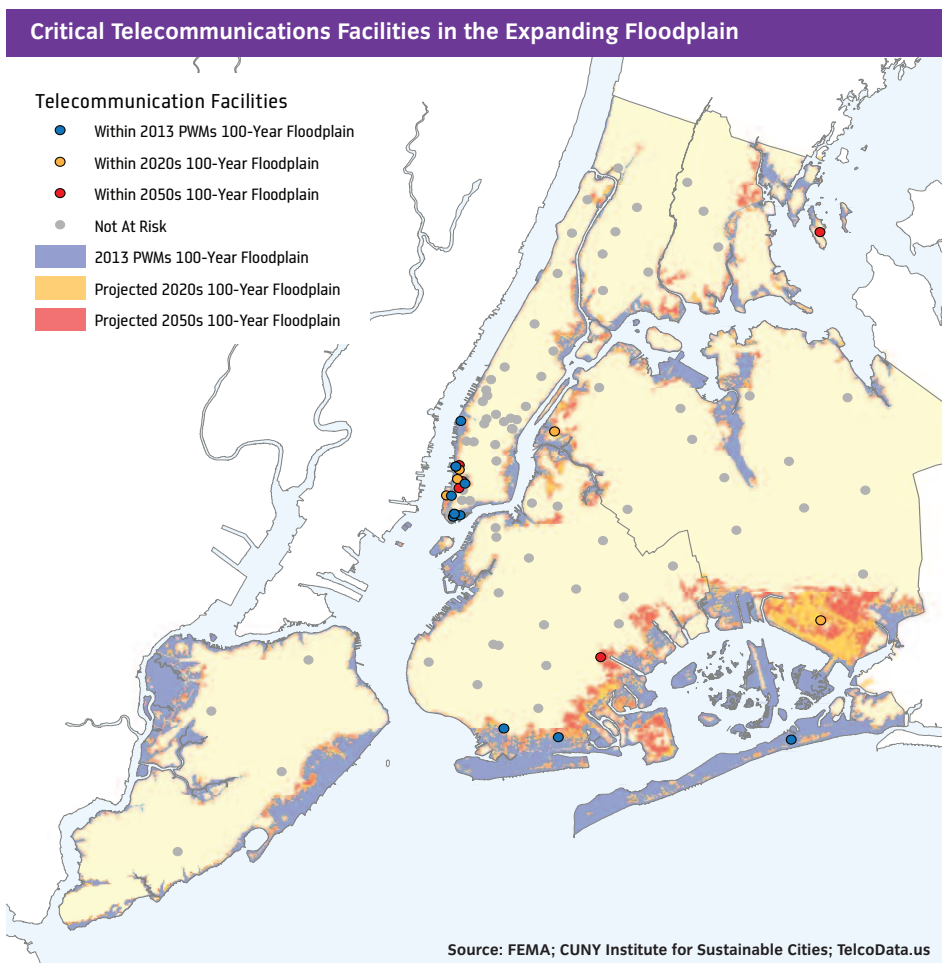 Critical Telecommunications Facilities in the Expanding Floodplain
Telecommunication Facilities
Within 2013 PWMs 100-Year Floodplain
Within 2020s 100-Year Floodplain
Within 2050s 100-Year Floodplain
Not At Risk
2013 PWMs 100-Year Floodplain
Projected 2020s 100-Year Floodplain
Projected 2050s 100-Year Floodplain
Source: FEMA; CUNY Institute for Sustainable Cities; TelcoData.us